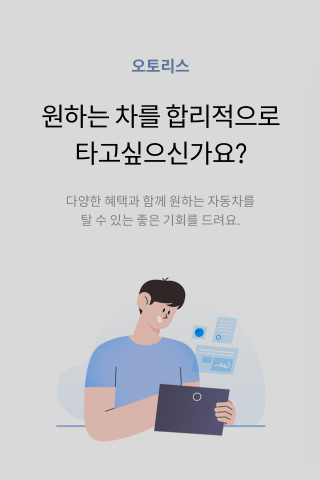 오토리스
원하는 차를 합리적으로
타고싶으신가요?
다양한 혜택과 함께 원하는 자동차를
탈 수 있는 좋은 기회를 드려요.